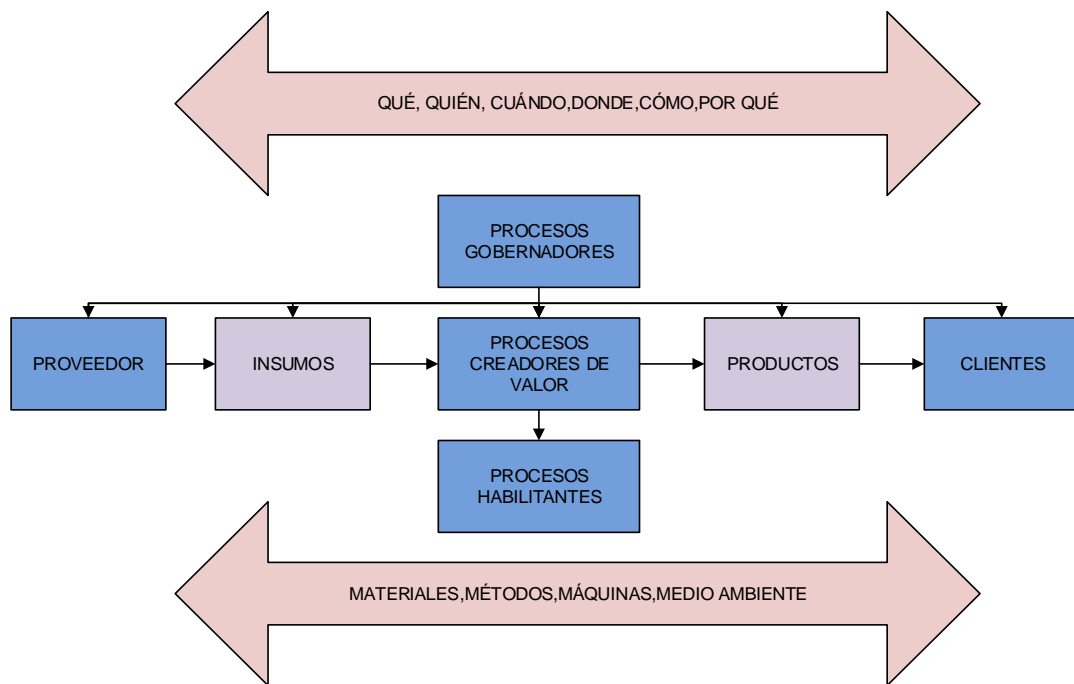 QUÉ, QUIÉN, CUÁNDO,DONDE,CÓMO,POR QUÉ
PROCESOS
GOBERNADORES
PROVEEDOR
INSUMOS
PROCESOS
CREADORES DE
VALOR
PRODUCTOS
CLIENTES
PROCESOS
HABILITANTES
MATERIALES,MÉTODOS,MÁQUINAS,MEDIO AMBIENTE